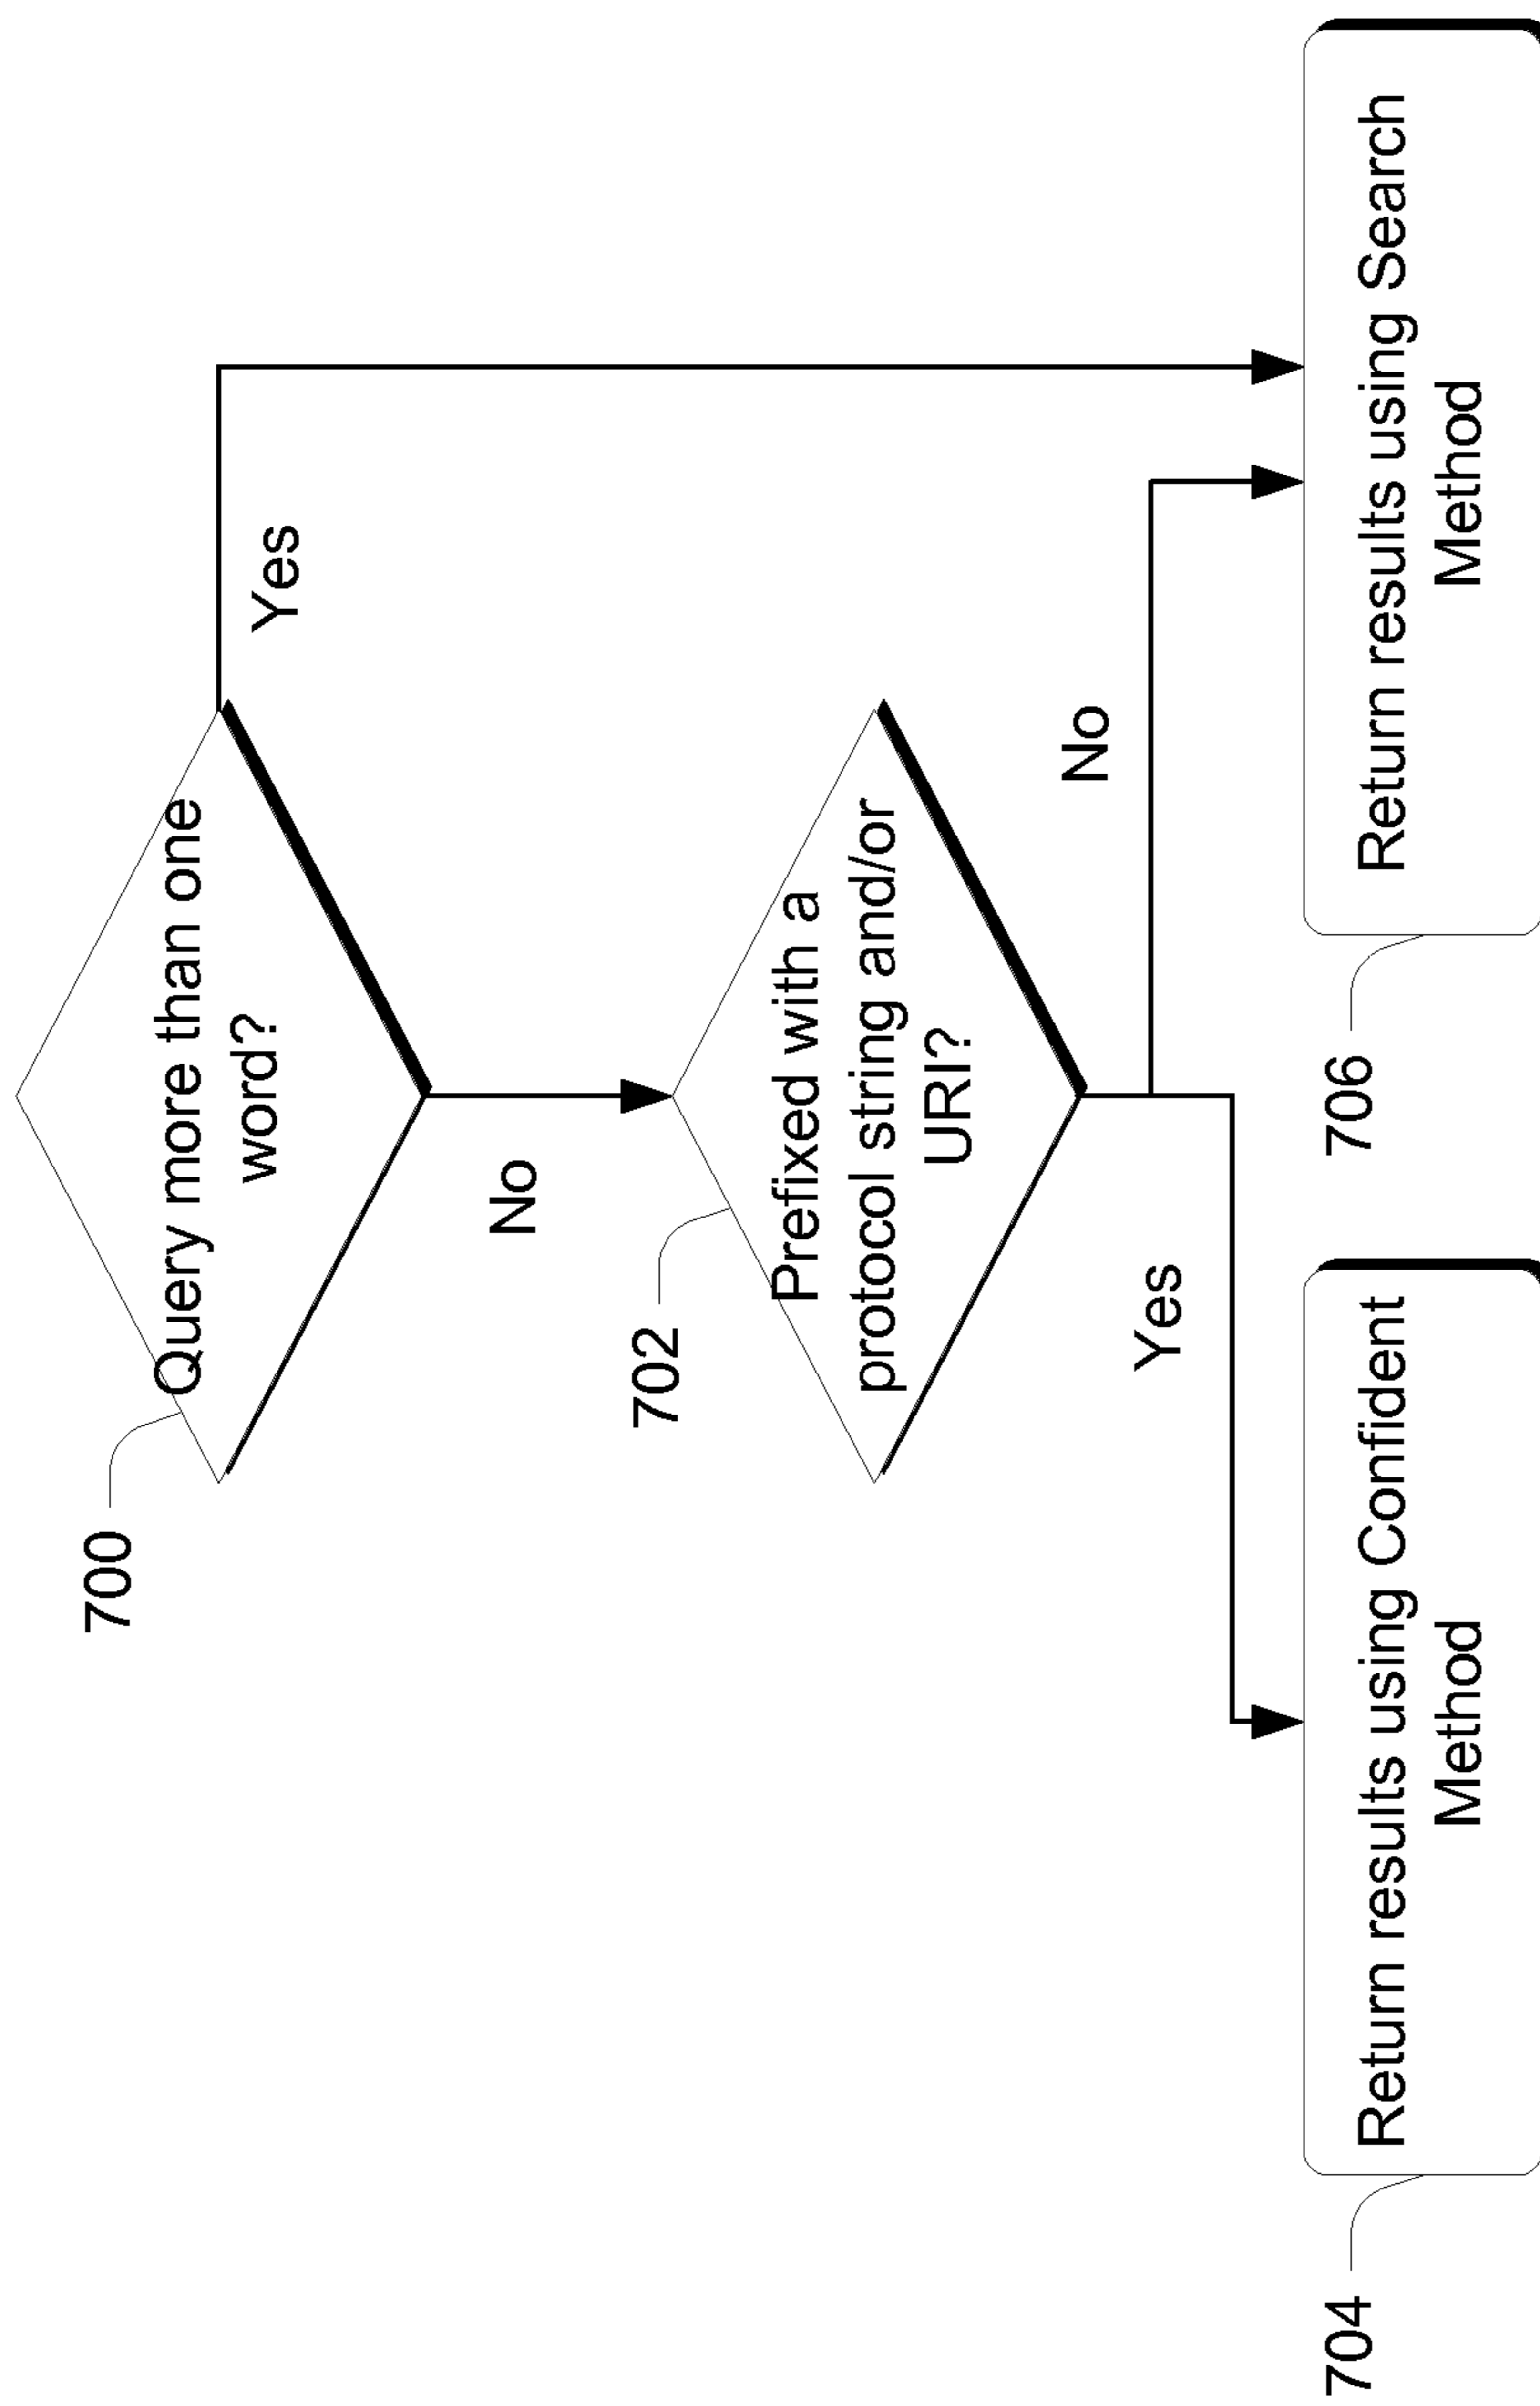 700
Query more than one
word?
Yes
No
702
Prefixed with a
protocol string and/or
URI?
No
Yes
704
Return results using Confident
Method
706
Return results using Search
Method